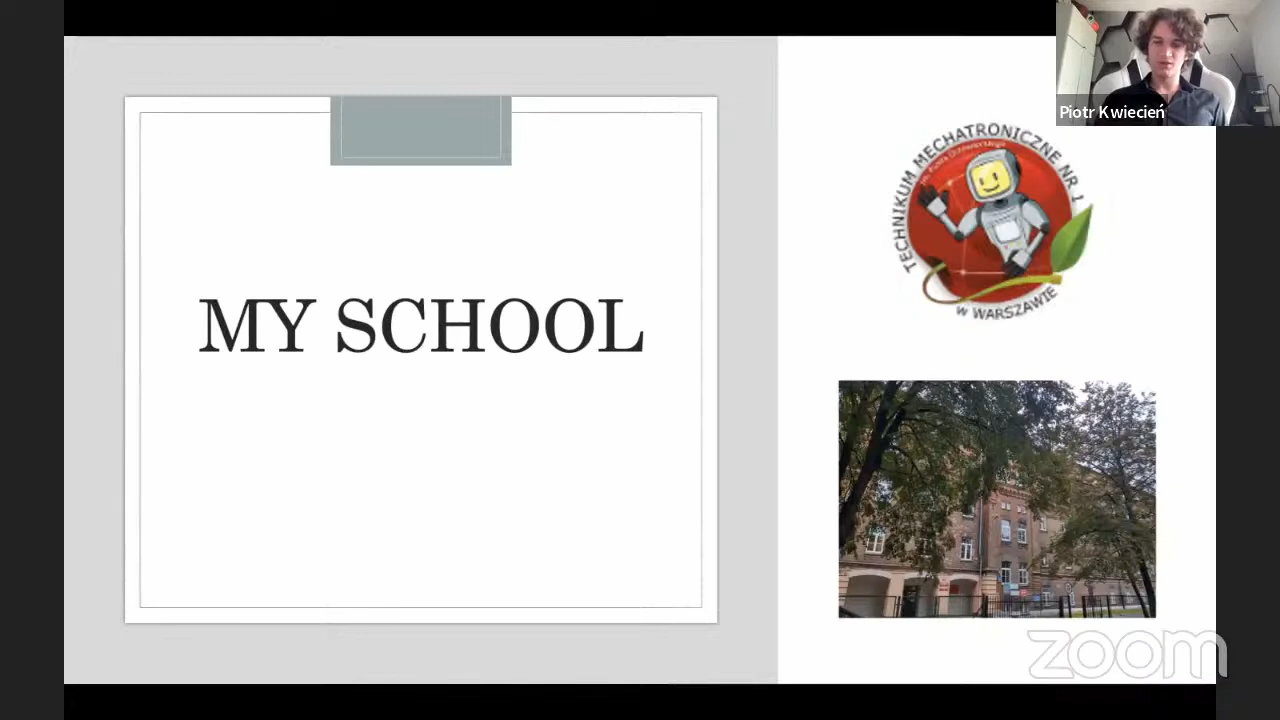 Piotr Kwiecień
TECHNIKUM MECHATRONICZNE NR 1
w WARSZAWIE
MY SCHOOL
zoom